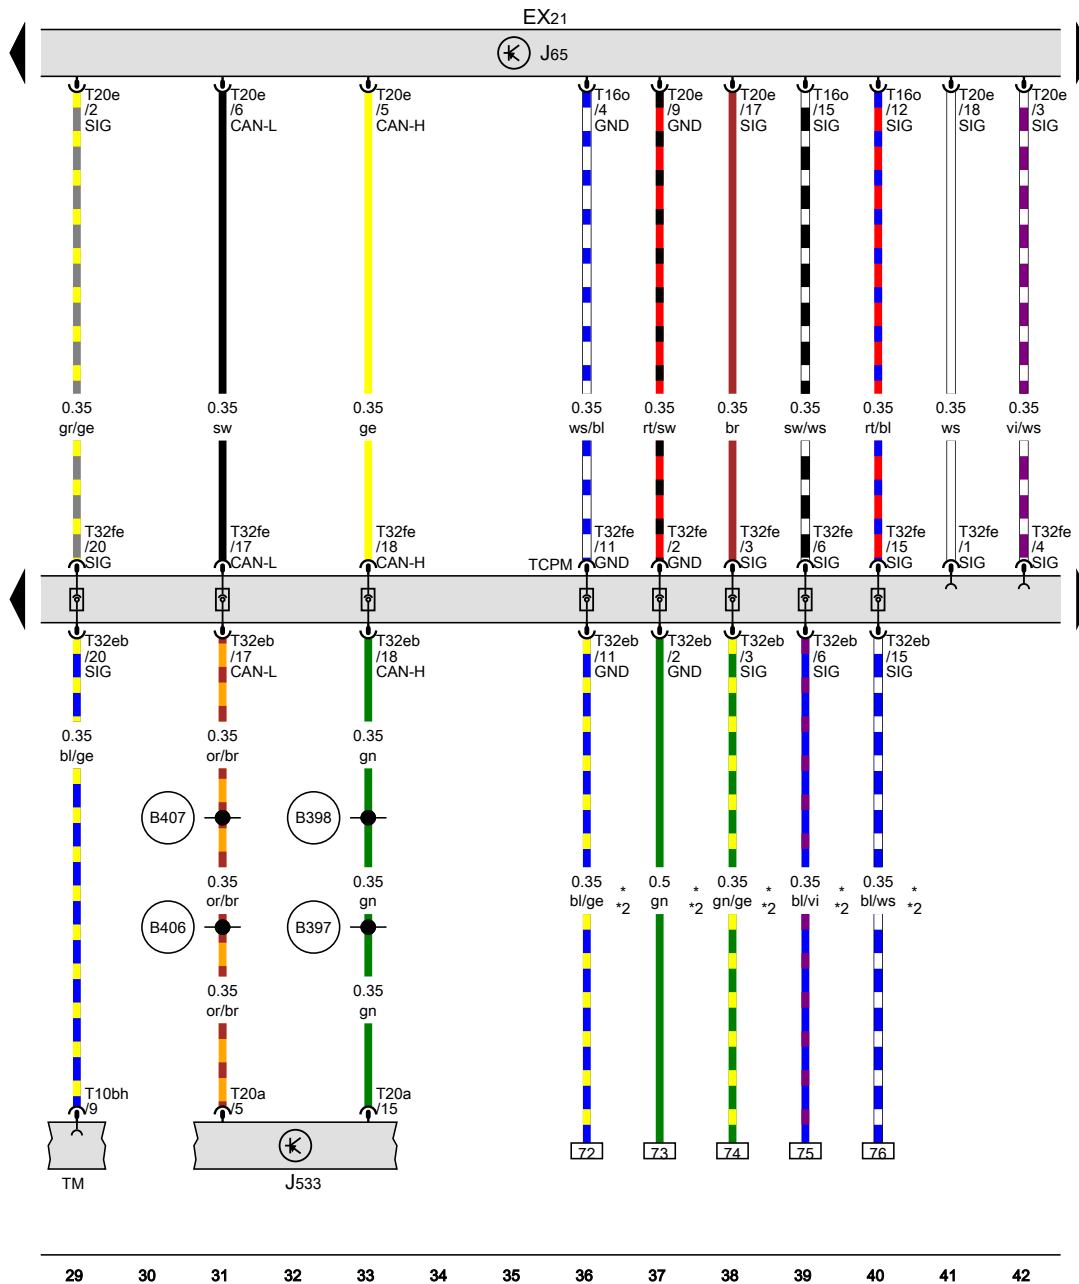 EX21
J65
T20e T20e T20e T16o T20e T20e T16o T16o T20e T20e
/2 /6 /5 /4 /9 /17 /15 /12 /18 /3
SIG CAN-L CAN-H GND GND SIG SIG SIG SIG SIG
0.35 0.35 0.35 0.35 0.35 0.35 0.35 0.35 0.35 0.35
gr/ge sw ge ws/bl rt/sw br sw/ws rt/bl ws vi/ws
T32fe T32fe T32fe T32fe T32fe T32fe T32fe T32fe T32fe T32fe
/20 /17 /18 /11 /2 /3 /6 /15 /1 /4
SIG CAN-L CAN-H TCPM GND GND SIG SIG SIG SIG SIG
T32eb T32eb T32eb T32eb T32eb T32eb T32eb T32eb
/20 /17 /18 /11 /2 /3 /6 /15
SIG CAN-L CAN-H GND GND SIG SIG SIG
0.35 0.35 0.35
bl/ge or/br gn
B407 B398
0.35 0.35 0.35 0.5 0.35 0.35 0.35
or/br gn bl/ge * *2 gn * *2 gn/ge * *2 bl/vi * *2 bl/ws * *2
B406 B397
0.35 0.35
or/br gn
T10bh T20a T20a
/9 /5 /15
72 73 74 75 76
TM J533
29 30 31 32 33 34 35 36 37 38 39 40 41 42